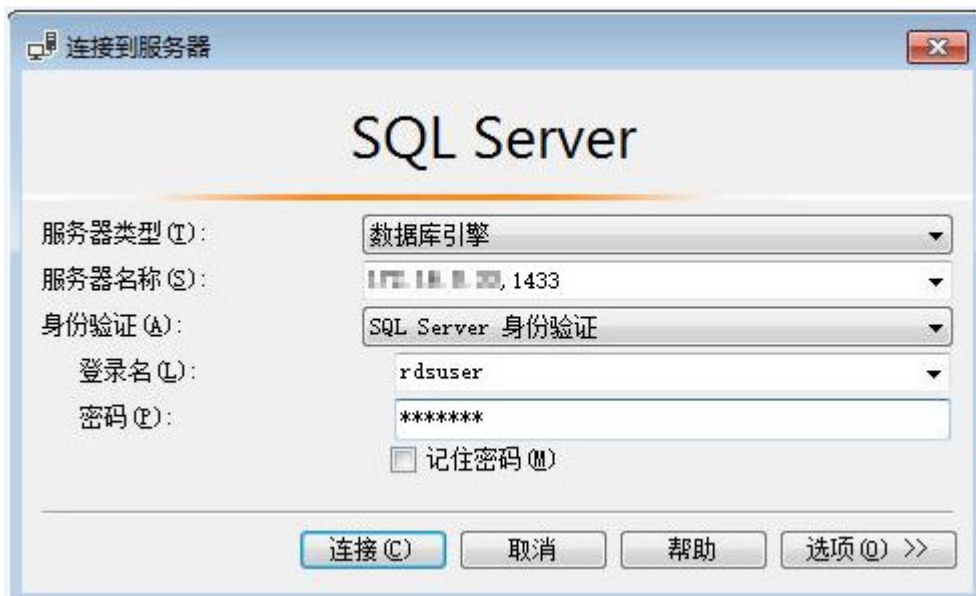 连接到服务器
SQL Server
服务器类型(T): 数据库引擎
服务器名称(S): ,1433
身份验证(A): SQL Server 身份验证
登录名(L): rdsuser
密码(P): *******
记住密码(M)
连接(C) 取消 帮助 选项(O) >>